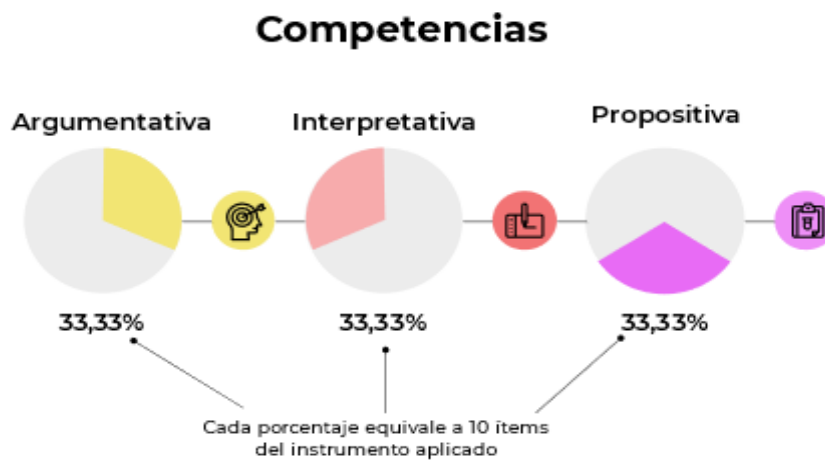 Competencias
Argumentativa
Interpretativa
Propositiva
33,33%
33,33%
33,33%
Cada porcentaje equivale a 10 ítems
del instrumento aplicado